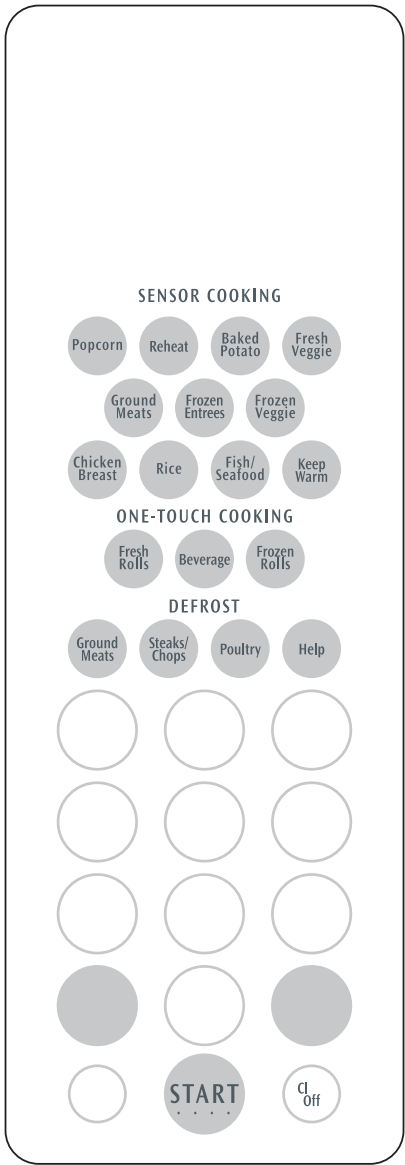 SENSOR COOKING
Popcorn
Reheat
Baked
Potato
Fresh
Veggie
Ground
Meats
Frozen
Entrees
Frozen
Veggie
Chicken
Breast
Rice
Fish/
Seafood
Keep
Warm
ONE-TOUCH COOKING
Fresh
Rolls
Beverage
Frozen
Rolls
DEFROST
Ground
Meats
Steaks/
Chops
Poultry
Help
START
Cl
Off